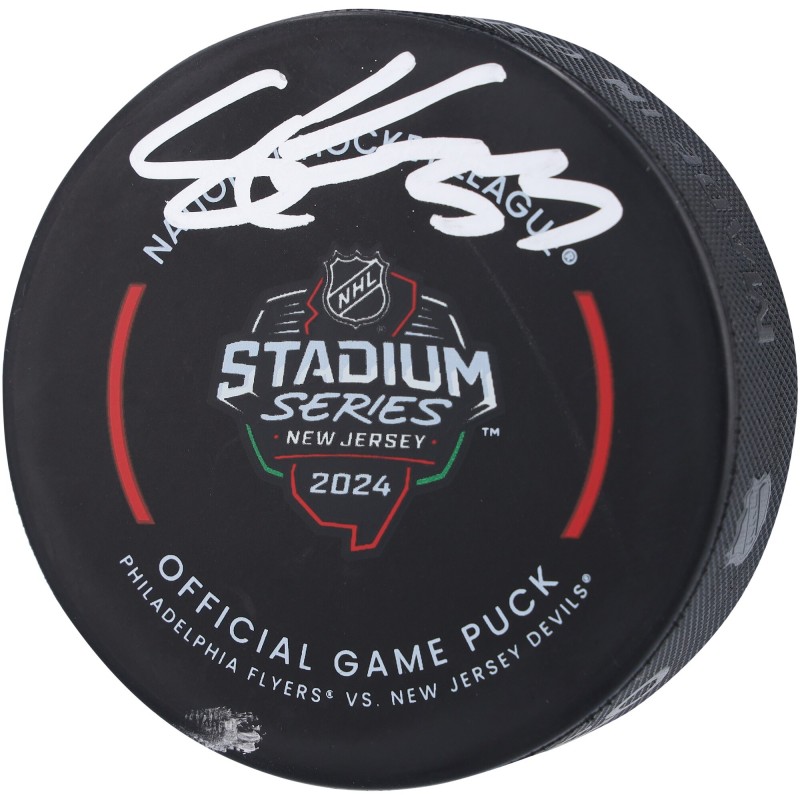 NATIONAL HOCKEY LEAGUE®
NHL
®
STADIUM
SERIES
NEW JERSEY
™
2024
OFFICIAL GAME PUCK
PHILADELPHIA FLYERS® VS. NEW JERSEY DEVILS®